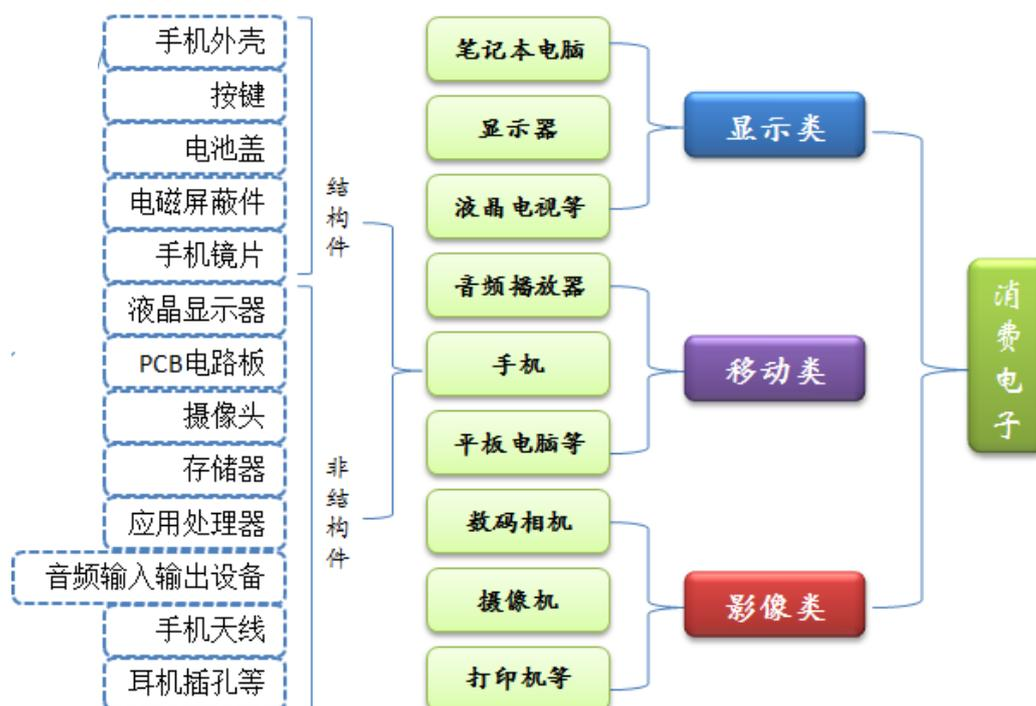 手机外壳
按键
电池盖
电磁屏蔽件
手机镜片
液晶显示器
PCB电路板
摄像头
存储器
应用处理器
音频输入输出设备
手机天线
耳机插孔等
结构件
非结构件
笔记本电脑
显示器
液晶电视等
音频播放器
手机
平板电脑等
数码相机
摄像机
打印机等
显示类
移动类
影像类
消费电子